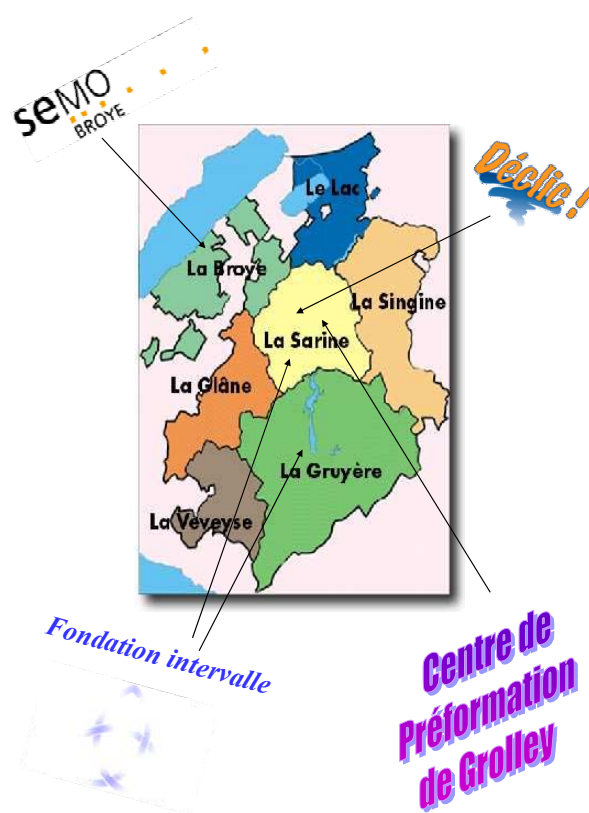 seMO
BROYE
Déclic !
Le Lac
La Broye
La Singine
La Sarine
La Glâne
La Gruyère
La Veveyse
Fondation intervalle
Centre de
Préformation
de Grolley